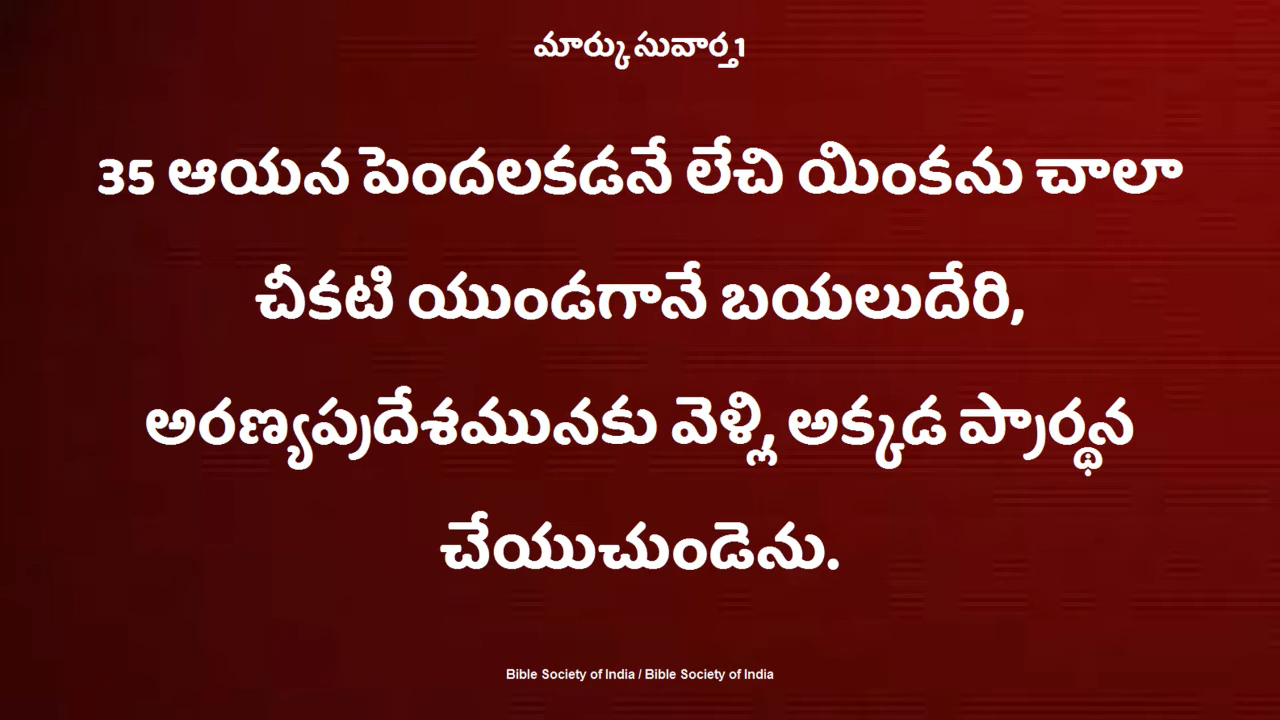 మార్కు సువార్త 1
35 ఆయన పెందలకడనే లేచి యింకను చాలా
చీకటి యుండగానే బయలుదేరి,
అరణ్యప్రదేశమునకు వెళ్లి, అక్కడ ప్రార్థన
చేయుచుండెను.
Bible Society of India / Bible Society of India